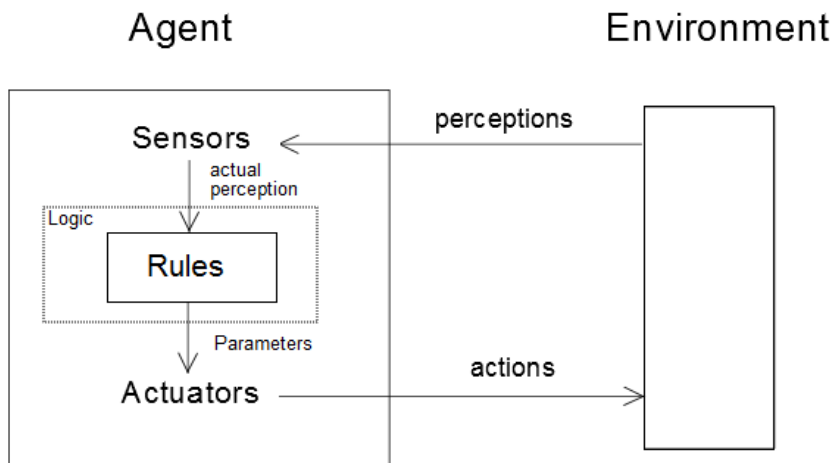 Agent
Environment
perceptions
Sensors
actual
perception
Logic
Rules
Parameters
actions
Actuators